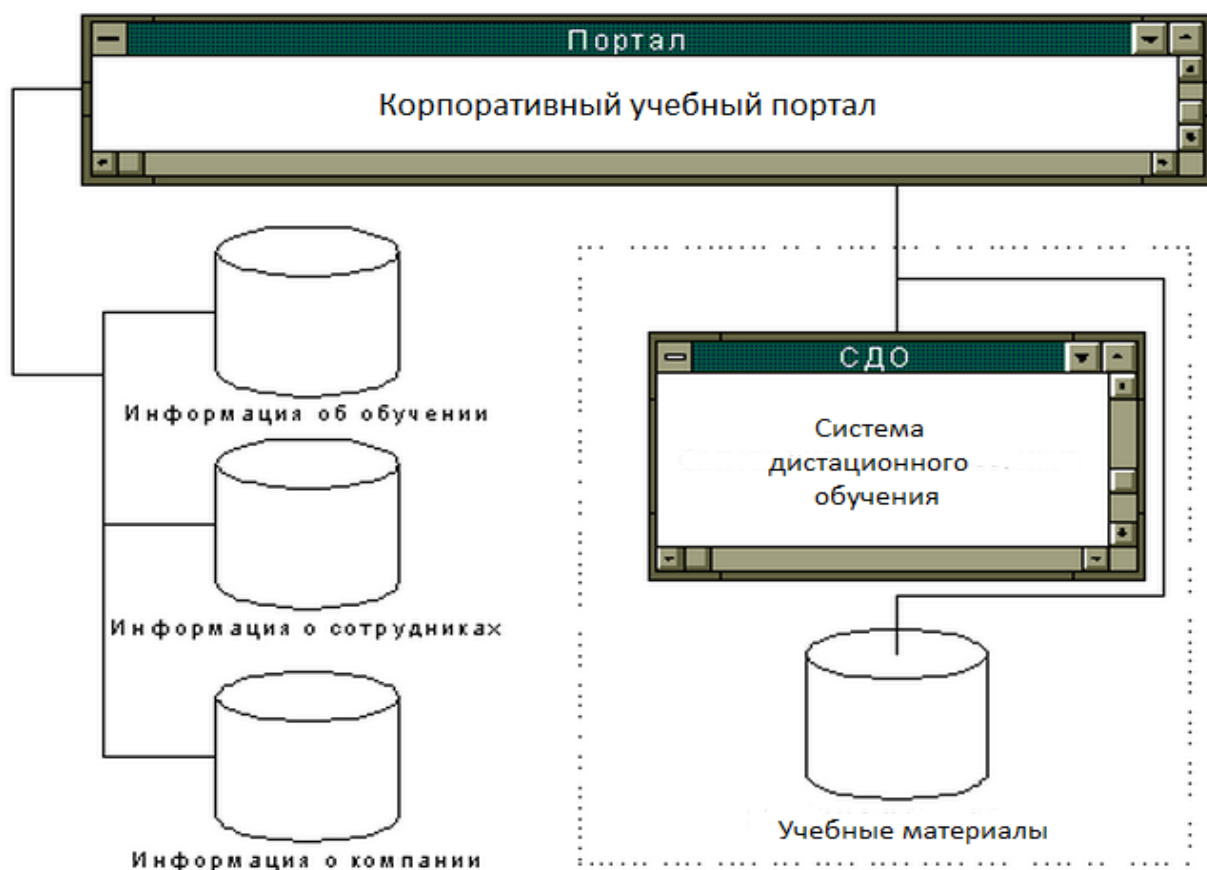 Портал
Корпоративный учебный портал
Информация об обучении
СДО
Система
дистационного
обучения
Информация о сотрудниках
Учебные материалы
Информация о компании